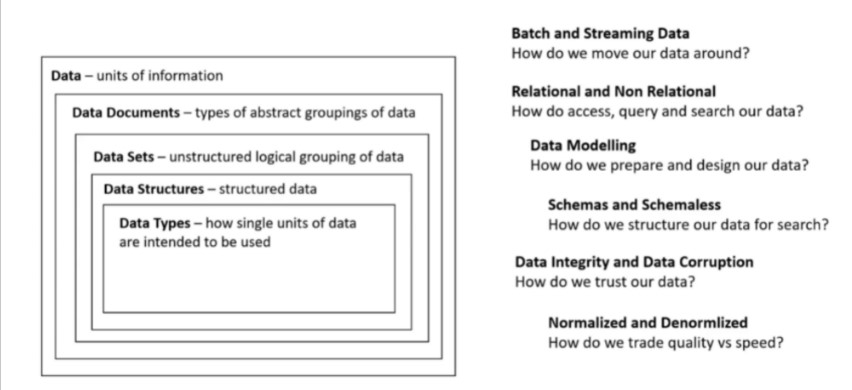 Data – units of information
Data Documents – types of abstract groupings of data
Data Sets – unstructured logical grouping of data
Data Structures – structured data
Data Types – how single units of data
are intended to be used
Batch and Streaming Data
How do we move our data around?
Relational and Non Relational
How do access, query and search our data?
Data Modelling
How do we prepare and design our data?
Schemas and Schemaless
How do we structure our data for search?
Data Integrity and Data Corruption
How do we trust our data?
Normalized and Denormlized
How do we trade quality vs speed?